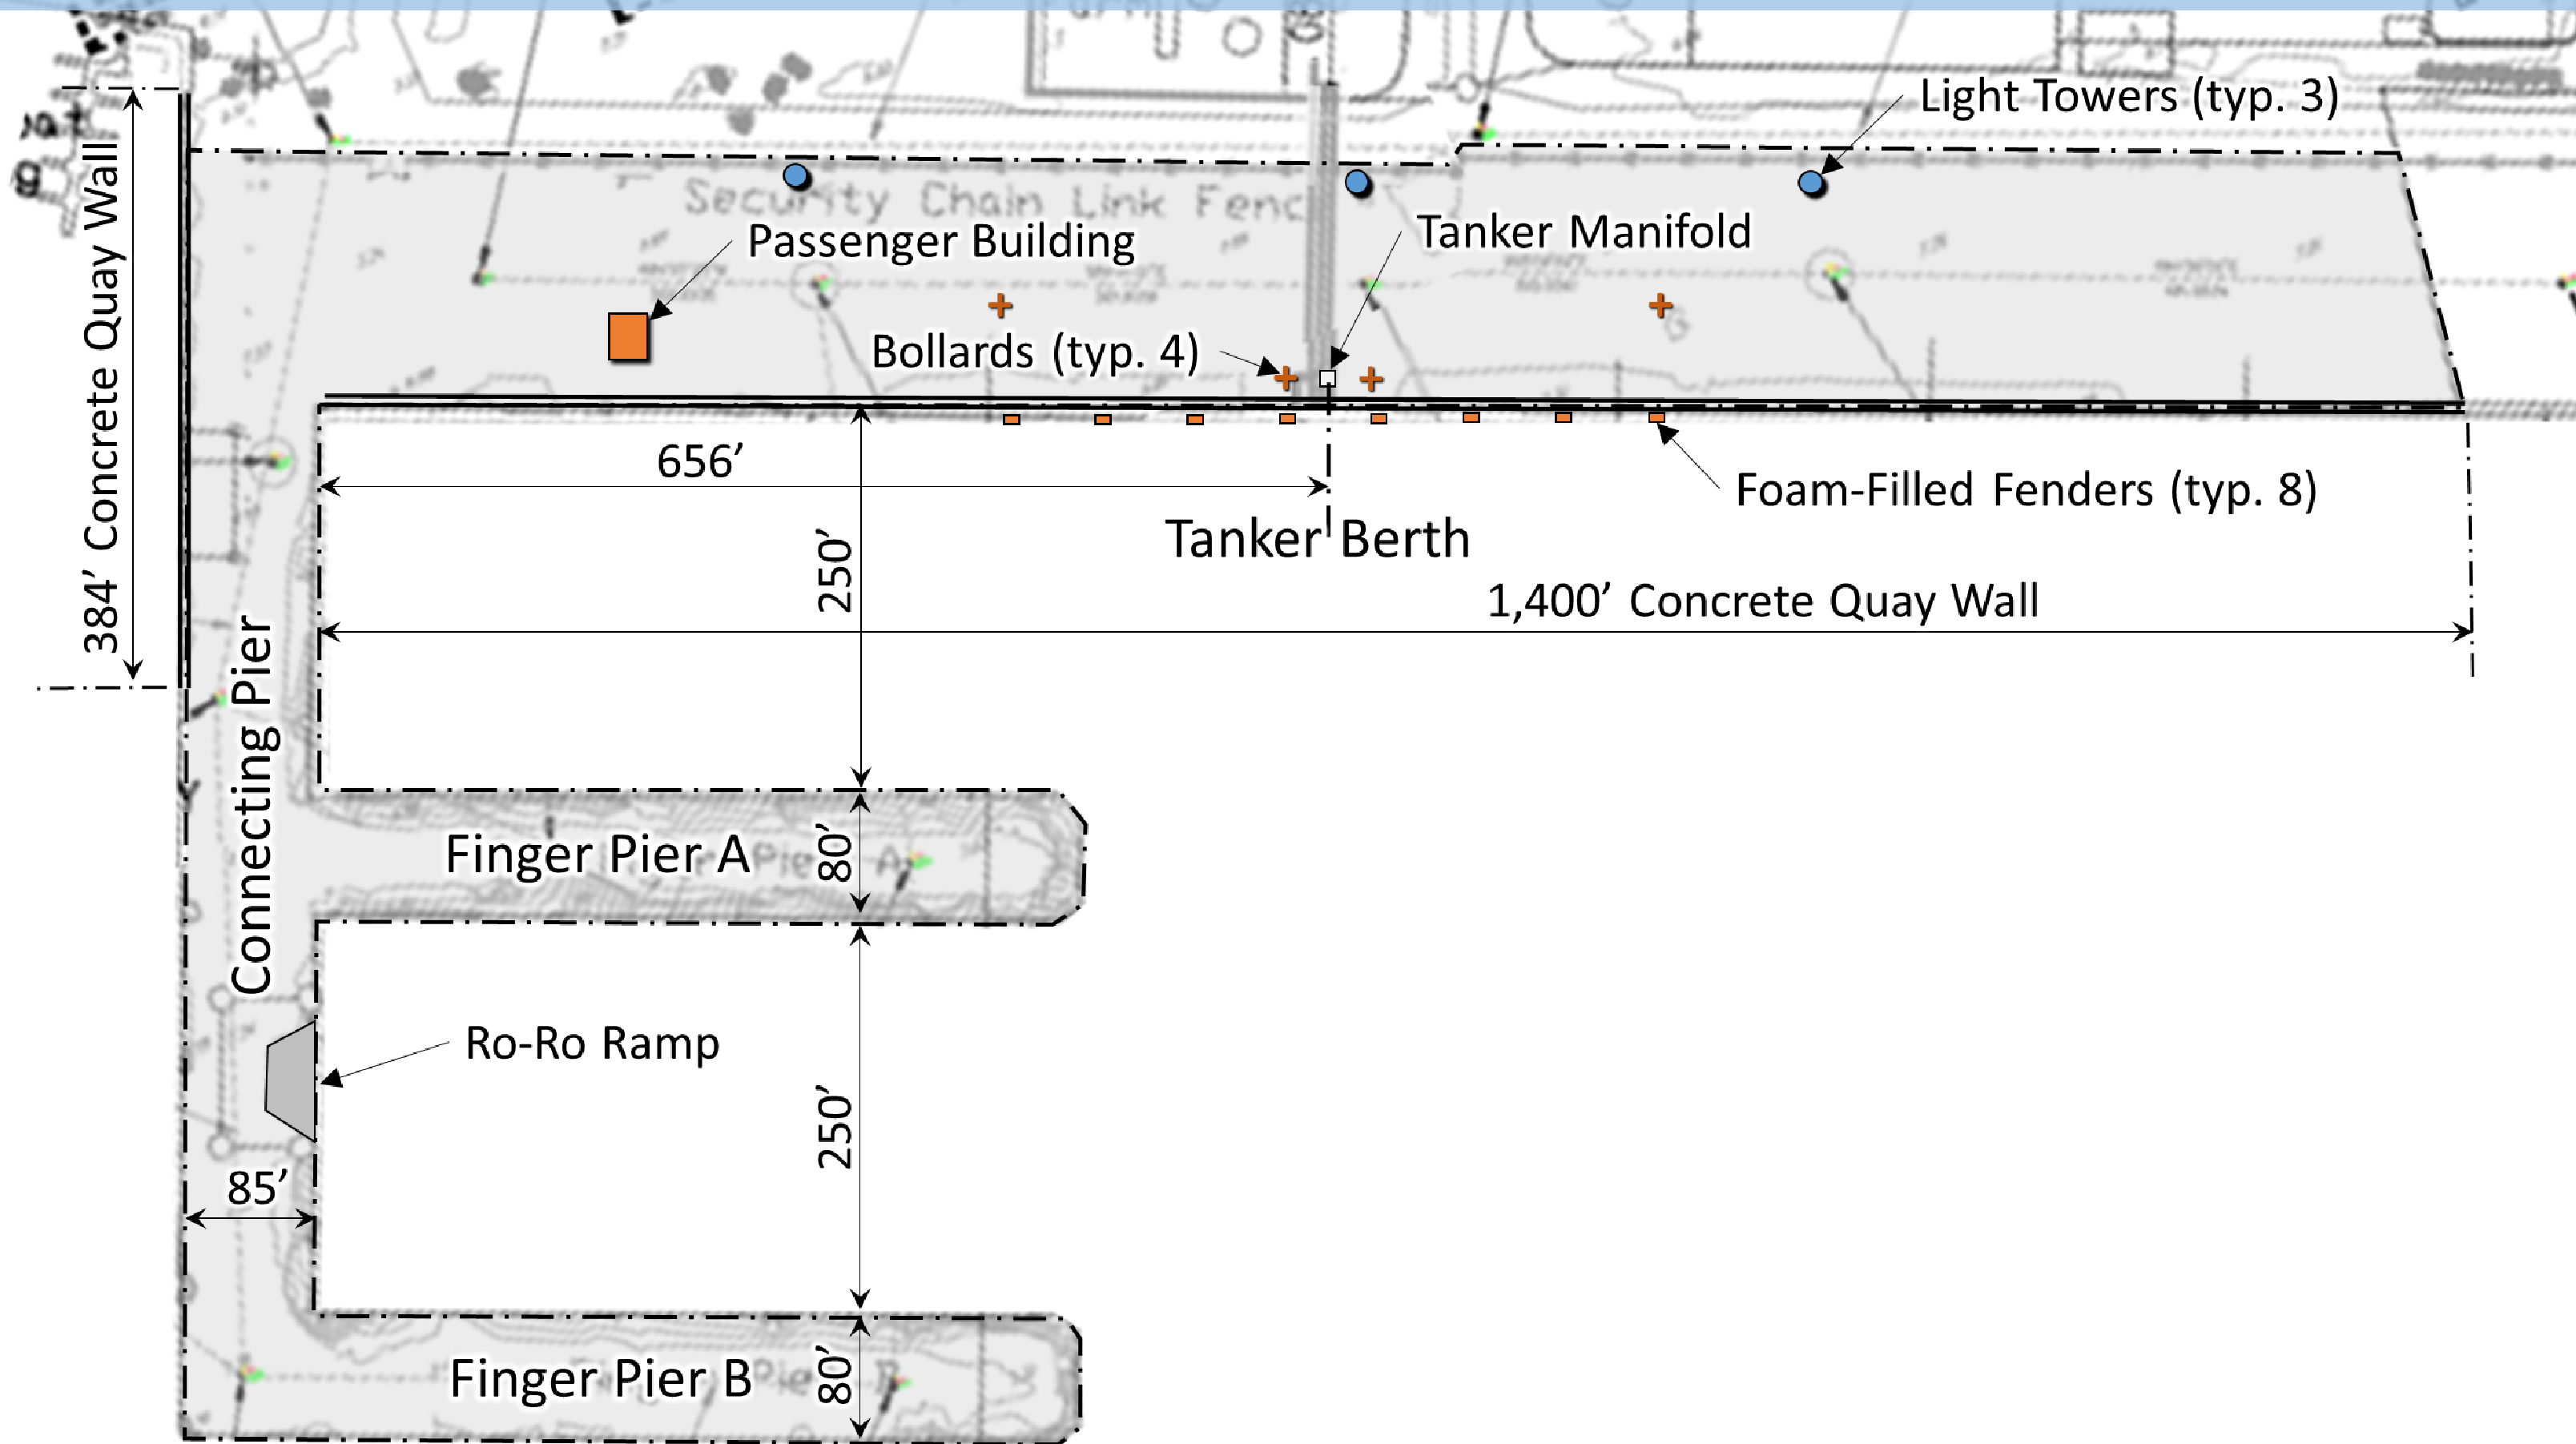 Light Towers (typ. 3)
Security Chain Link Fenc
Passenger Building
Tanker Manifold
384’ Concrete Quay Wall
Bollards (typ. 4)
656’
Foam-Filled Fenders (typ. 8)
Tanker Berth
250’
1,400’ Concrete Quay Wall
Connecting Pier
Finger Pier A
80’
Ro-Ro Ramp
250’
85’
Finger Pier B
80’